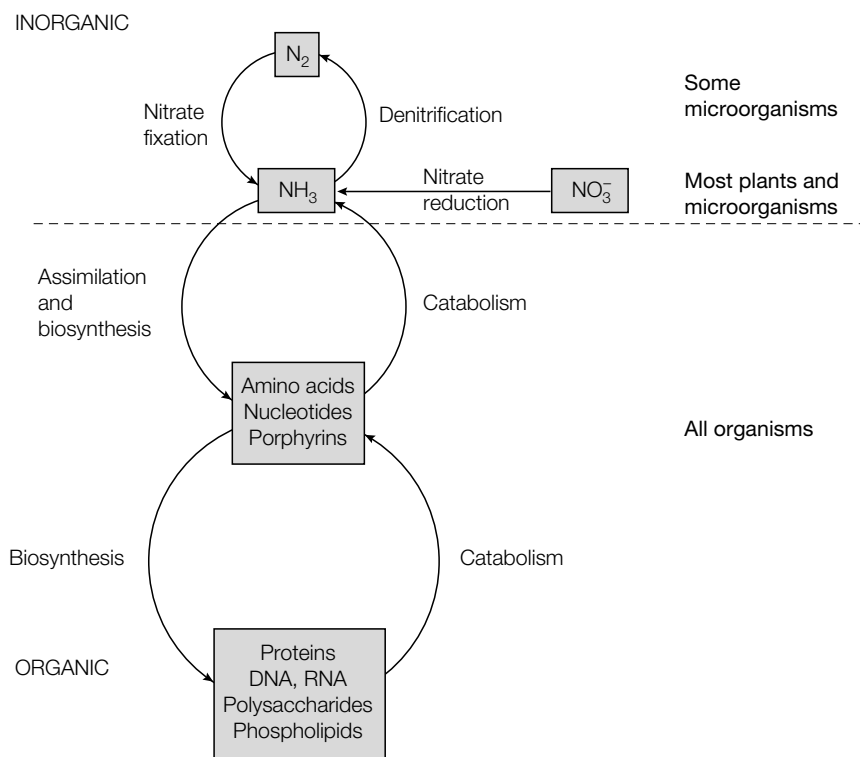 INORGANIC
N₂
Some
microorganisms
Nitrate
fixation
Denitrification
NH₃
Nitrate
reduction
NO₃⁻
Most plants and
microorganisms
Assimilation
and
biosynthesis
Catabolism
Amino acids
Nucleotides
Porphyrins
All organisms
Biosynthesis
Catabolism
ORGANIC
Proteins
DNA, RNA
Polysaccharides
Phospholipids